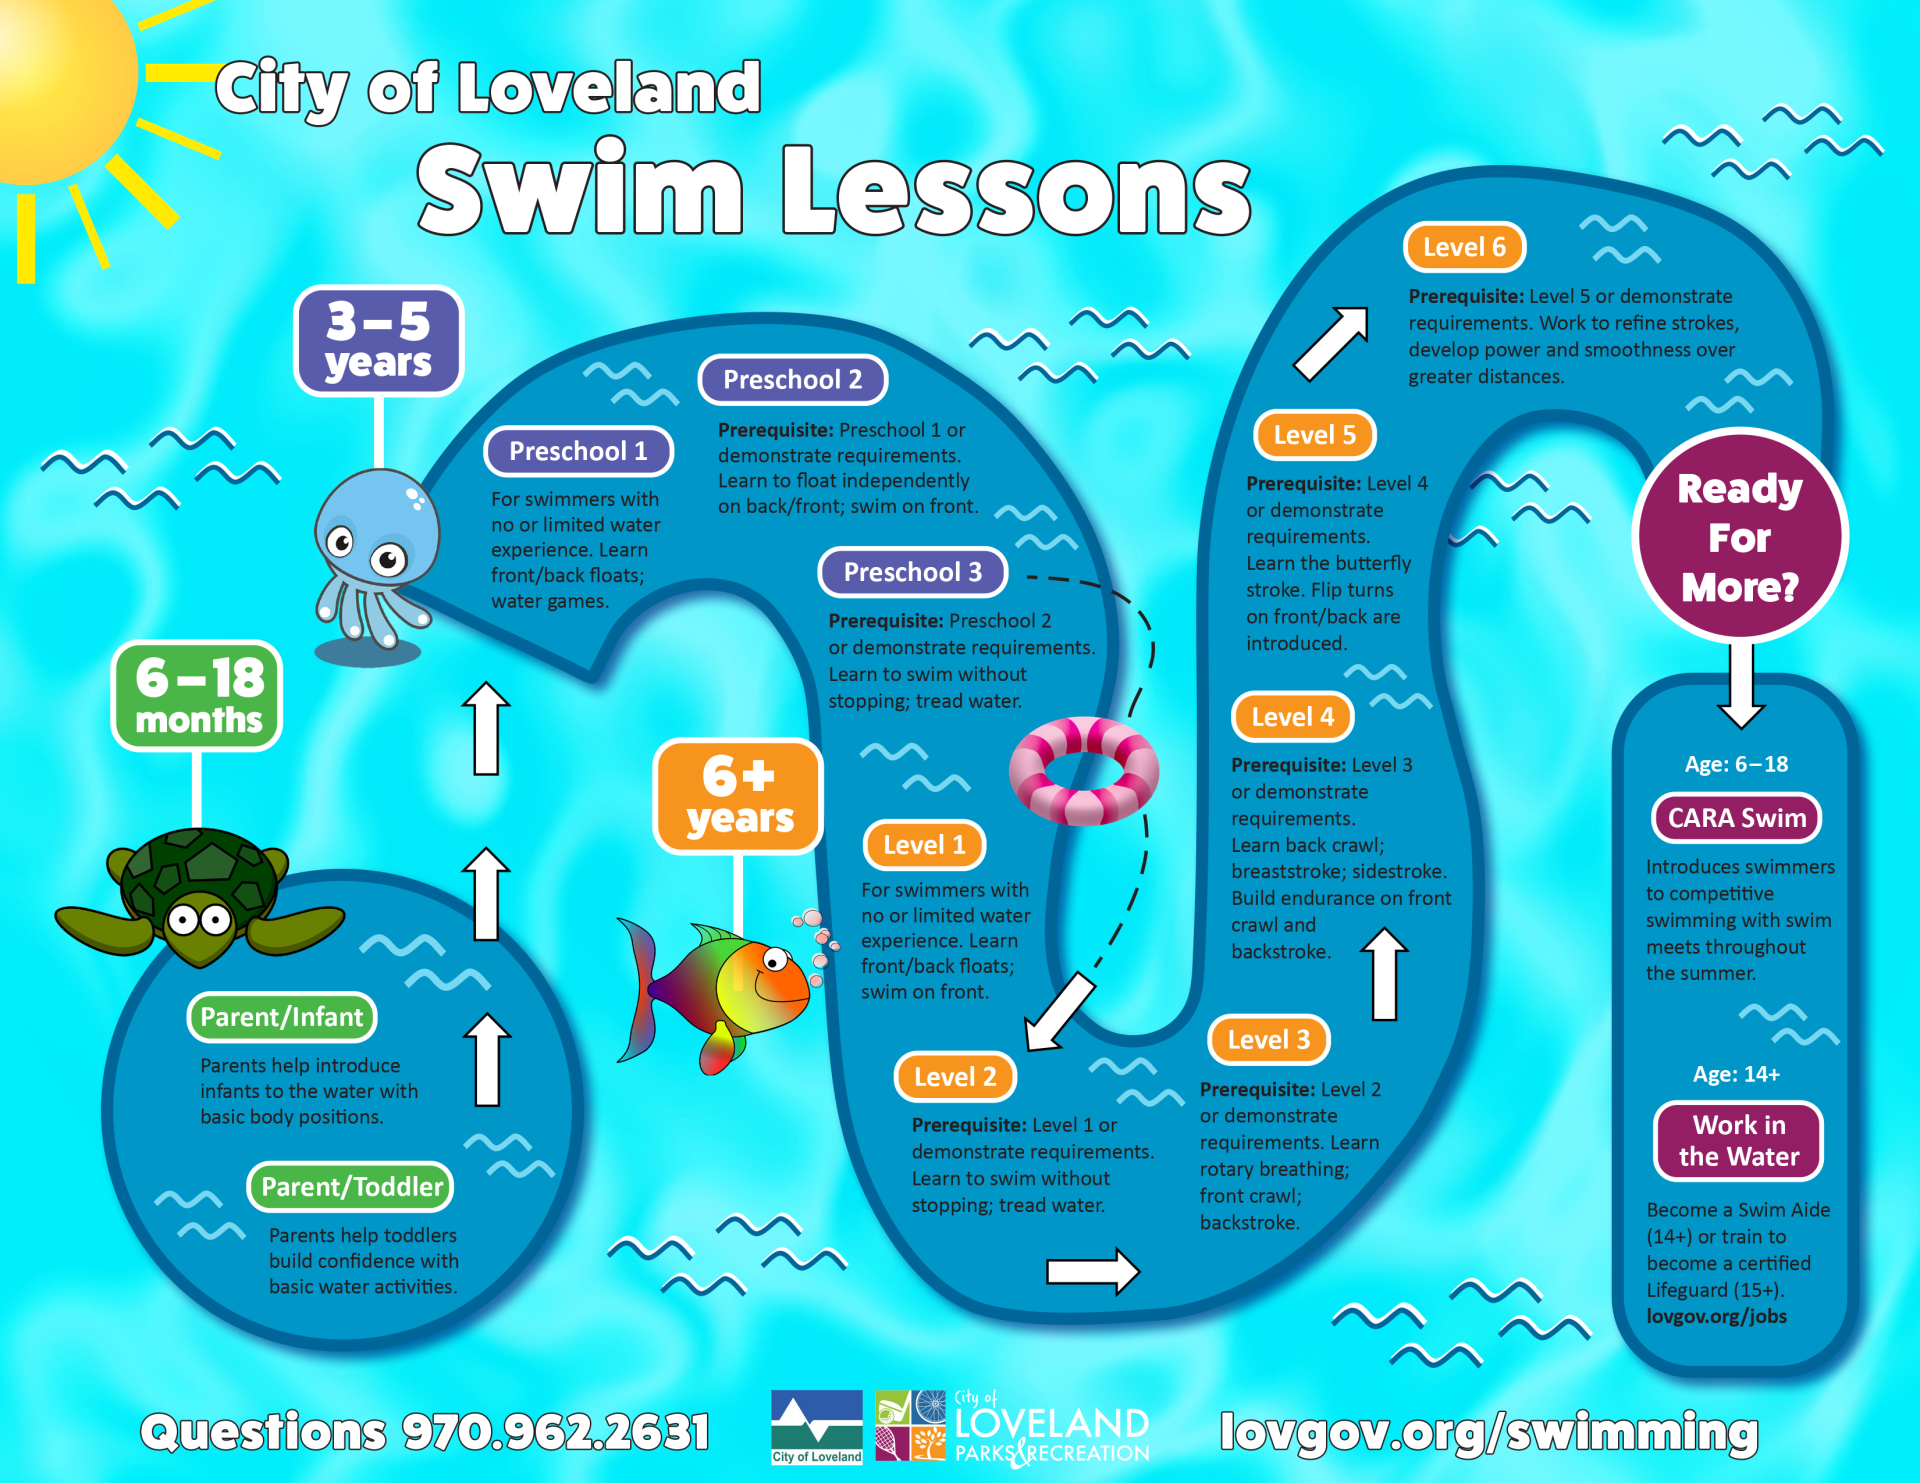 City of Loveland
Swim Lessons
6–18
months
Parent/Infant
Parents help introduce
infants to the water with
basic body positions.
Parent/Toddler
Parents help toddlers
build confidence with
basic water activities.
3–5
years
Preschool 1
For swimmers with
no or limited water
experience. Learn
front/back floats;
water games.
Preschool 2
Prerequisite: Preschool 1 or
demonstrate requirements.
Learn to float independently
on back/front; swim on front.
Preschool 3
Prerequisite: Preschool 2
or demonstrate requirements.
Learn to swim without
stopping; tread water.
6+
years
Level 1
For swimmers with
no or limited water
experience. Learn
front/back floats;
swim on front.
Level 2
Prerequisite: Level 1 or
demonstrate requirements.
Learn to swim without
stopping; tread water.
Level 3
Prerequisite: Level 2
or demonstrate
requirements. Learn
rotary breathing;
front crawl;
backstroke.
Level 4
Prerequisite: Level 3
or demonstrate
requirements.
Learn back crawl;
breaststroke; sidestroke.
Build endurance on front
crawl and
backstroke.
Level 5
Prerequisite: Level 4
or demonstrate
requirements.
Learn the butterfly
stroke. Flip turns
on front/back are
introduced.
Level 6
Prerequisite: Level 5 or demonstrate
requirements. Work to refine strokes,
develop power and smoothness over
greater distances.
Ready
For
More?
Age: 6–18
CARA Swim
Introduces swimmers
to competitive
swimming with swim
meets throughout
the summer.
Age: 14+
Work in
the Water
Become a Swim Aide
(14+) or train to
become a certified
Lifeguard (15+).
lovgov.org/jobs
Questions 970.962.2631
City of Loveland
City of
LOVELAND
PARKS&RECREATION
lovgov.org/swimming